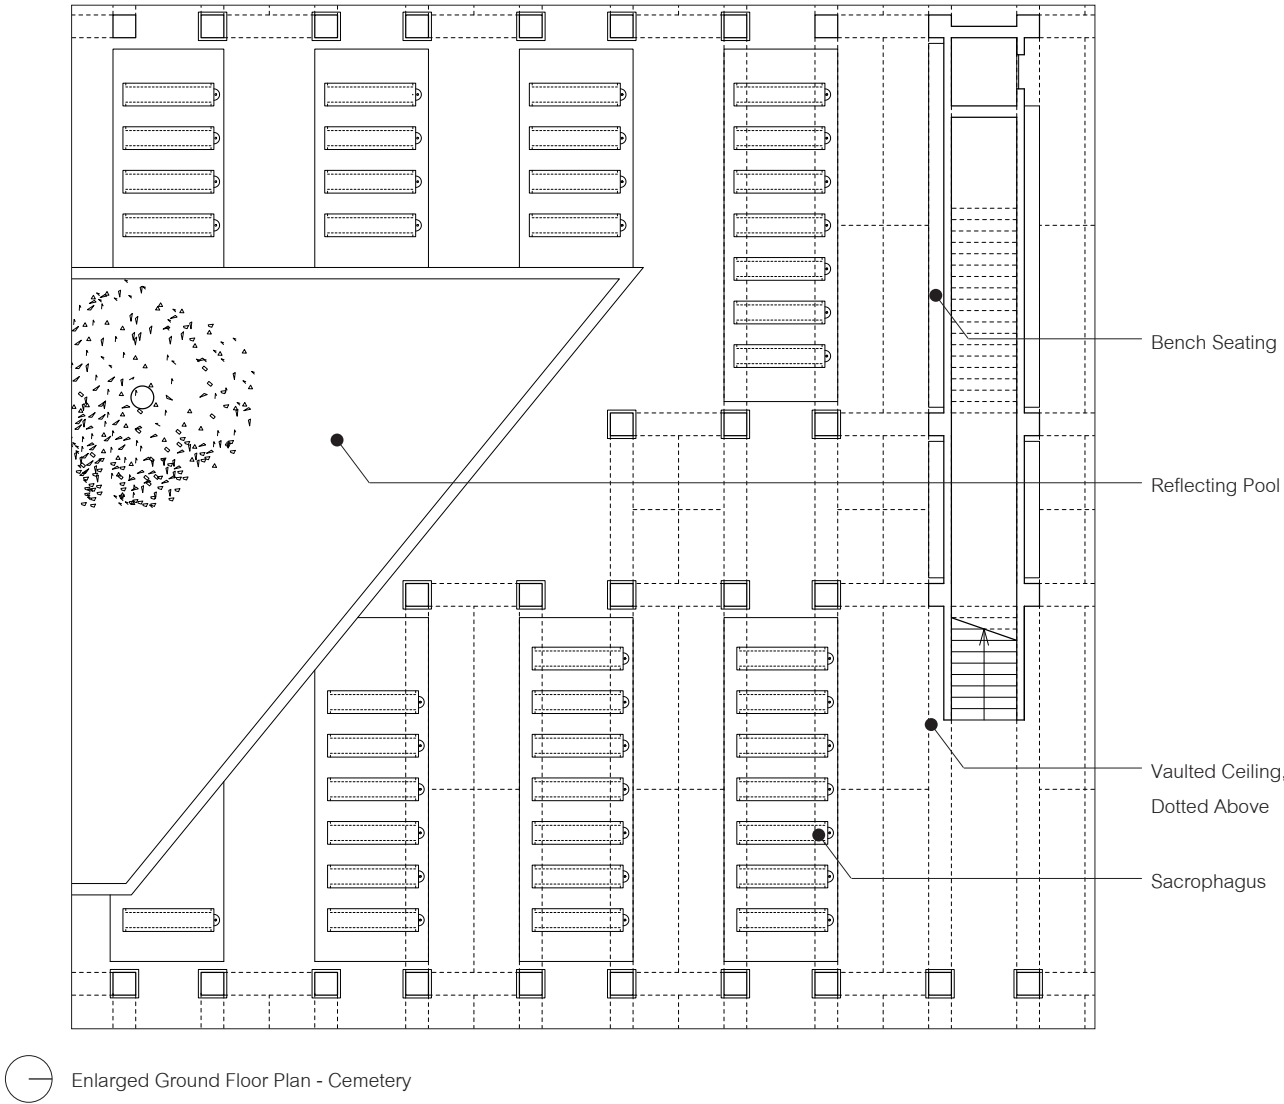 Bench Seating
Reflecting Pool
Vaulted Ceiling,
Dotted Above
Sacrophagus
Enlarged Ground Floor Plan - Cemetery